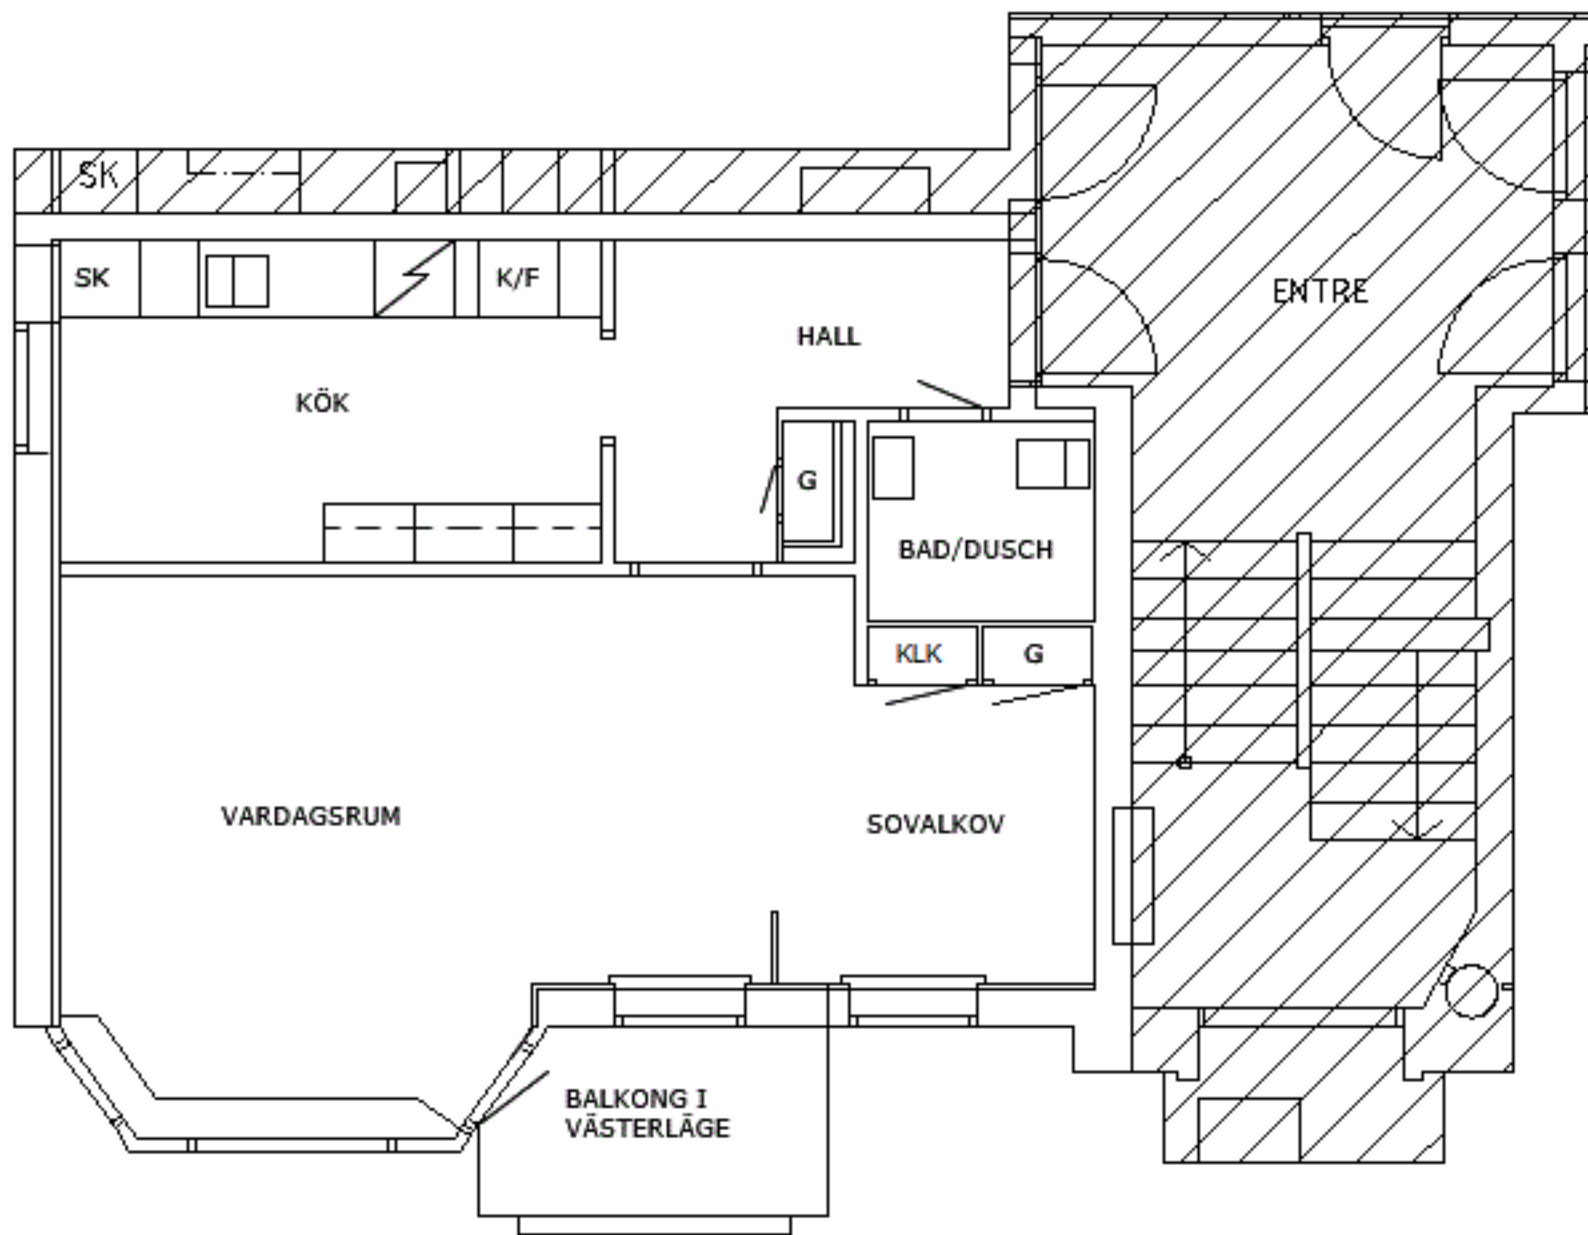 SK
SK
K/F
ENTRE
HALL
KÖK
G
BAD/DUSCH
KLK
G
VARDAGSRUM
SOVALKOV
BALKONG I
VÄSTERLÄGE